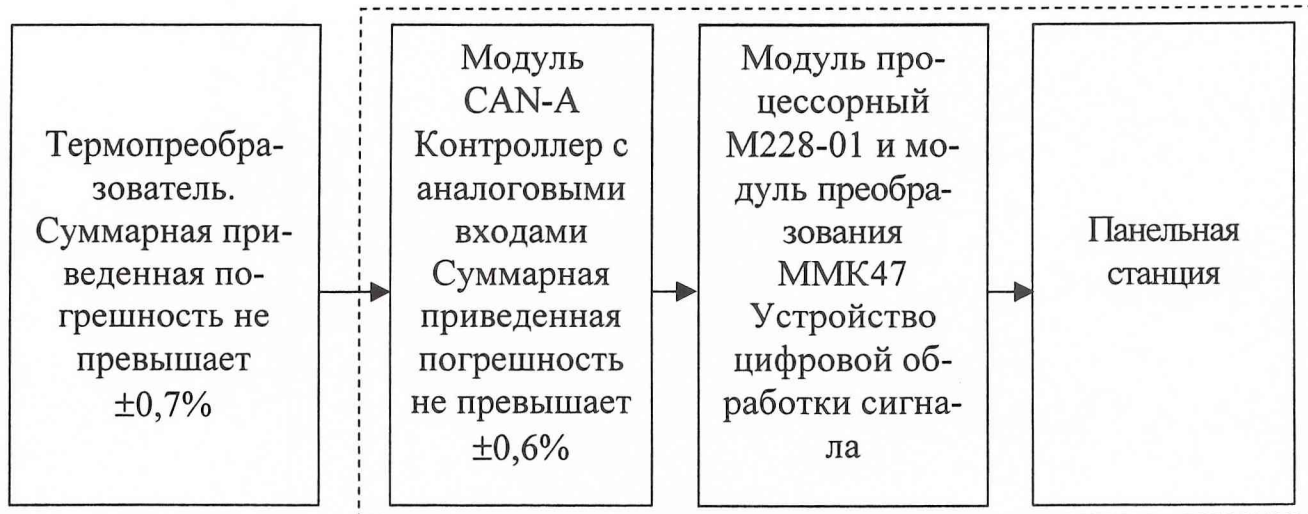 Термопреобра-
зователь.
Суммарная при-
веденная по-
грешность не
превышает
±0,7%
Модуль
CAN-A
Контроллер с
аналоговыми
входами
Суммарная
приведенная
погрешность
не превышает
±0,6%
Модуль про-
цессорный
М228-01 и мо-
дуль преобра-
зования
ММК47
Устройство
цифровой об-
работки сигна-
ла
Панельная
станция